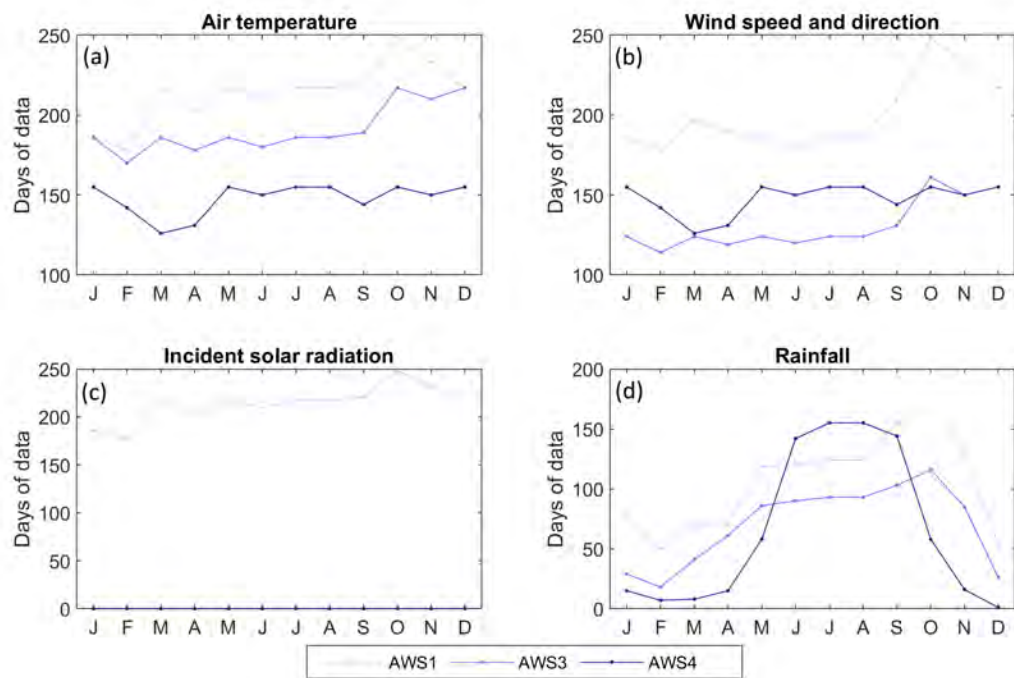 Air temperature
(a)
Days of data
250
200
150
100
J F M A M J J A S O N D
Wind speed and direction
(b)
Days of data
250
200
150
100
J F M A M J J A S O N D
Incident solar radiation
(c)
Days of data
250
200
150
100
50
0
J F M A M J J A S O N D
Rainfall
(d)
Days of data
200
150
100
50
0
J F M A M J J A S O N D
AWS1 AWS3 AWS4